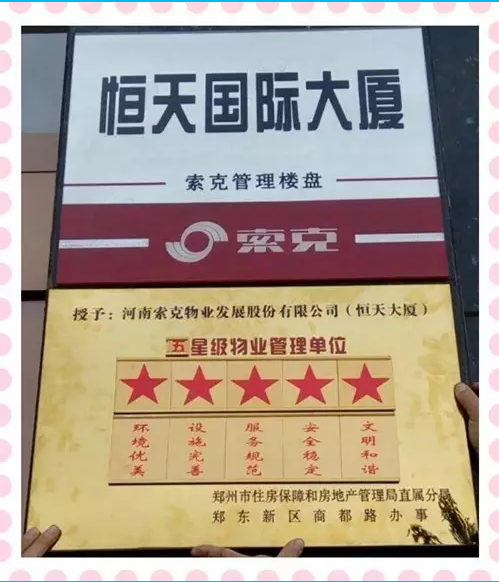 恒天国际大厦
索克管理楼盘
索克
授予：河南索克物业发展股份有限公司（恒天大厦）
五星级物业管理单位
环境优美
设施完善
服务规范
安全稳定
文明和谐
郑州市住房保障和房地产管理局直属分局
郑东新区商都路办事处